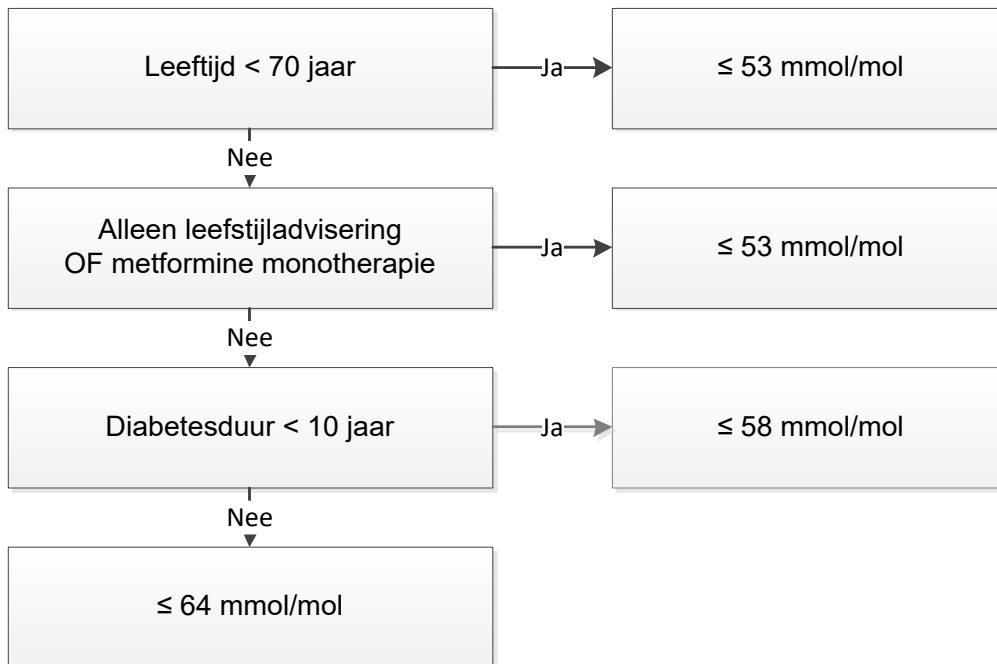 Leeftijd < 70 jaar
Ja
≤ 53 mmol/mol
Nee
Alleen leefstijladvisering
OF metformine monotherapie
Ja
≤ 53 mmol/mol
Nee
Diabetesduur < 10 jaar
Ja
≤ 58 mmol/mol
Nee
≤ 64 mmol/mol